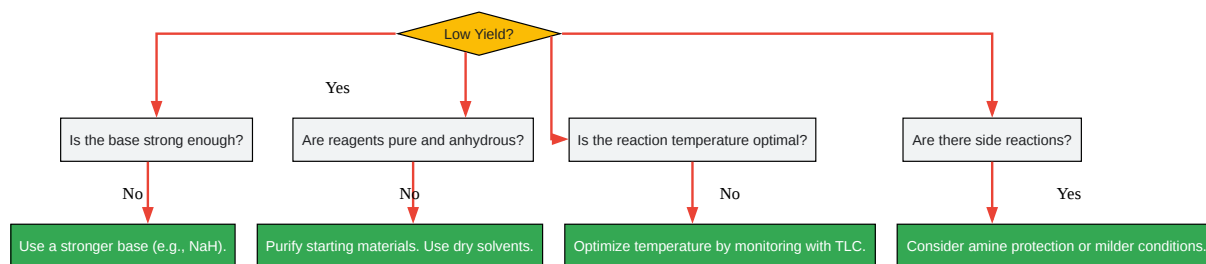 Low Yield?
Yes
Is the base strong enough?
Are reagents pure and anhydrous?
Is the reaction temperature optimal?
Are there side reactions?
No
No
No
Yes
Use a stronger base (e.g., NaH).
Purify starting materials. Use dry solvents.
Optimize temperature by monitoring with TLC.
Consider amine protection or milder conditions.